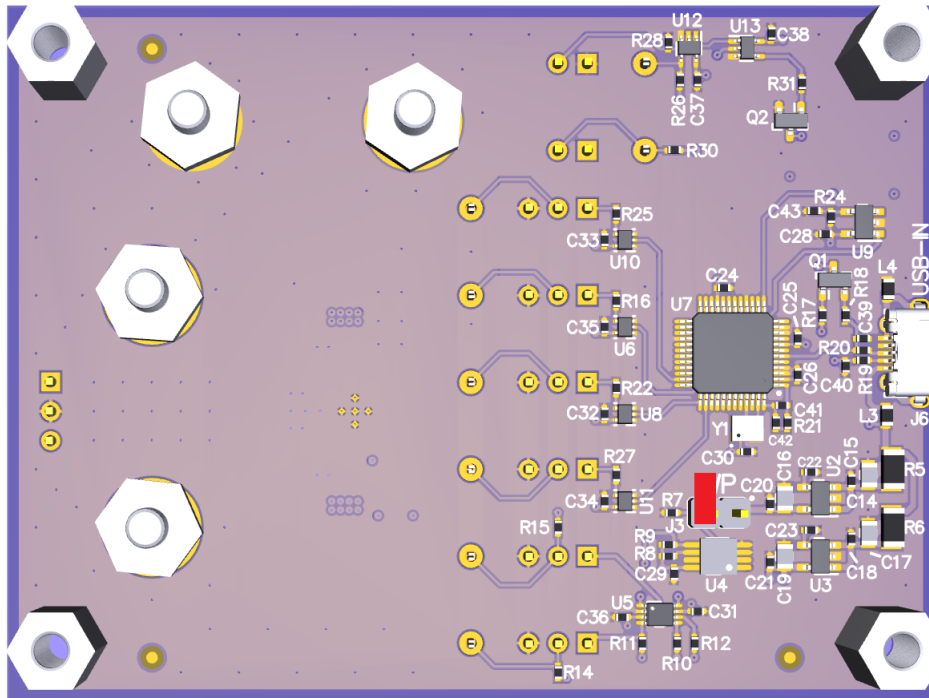 U12
U13
R28
C38
R26
C37
R31
Q2
R30
R25
C33
U10
R24
C43
C28
U9
USB-IN
L4
Q1
R18
C24
R16
C35
U6
U7
C25
R17
C39
R20
R19
C26
C40
R22
C32
U8
C41
R21
C42
L3
J6
Y1
C30
R27
C34
U11
R7
J3
C20
C16
C22
U2
C15
R5
C14
R15
R9
R8
C29
U4
C23
C21
C19
U3
C18
C17
R6
U5
C36
C31
R11
R10
R12
R14